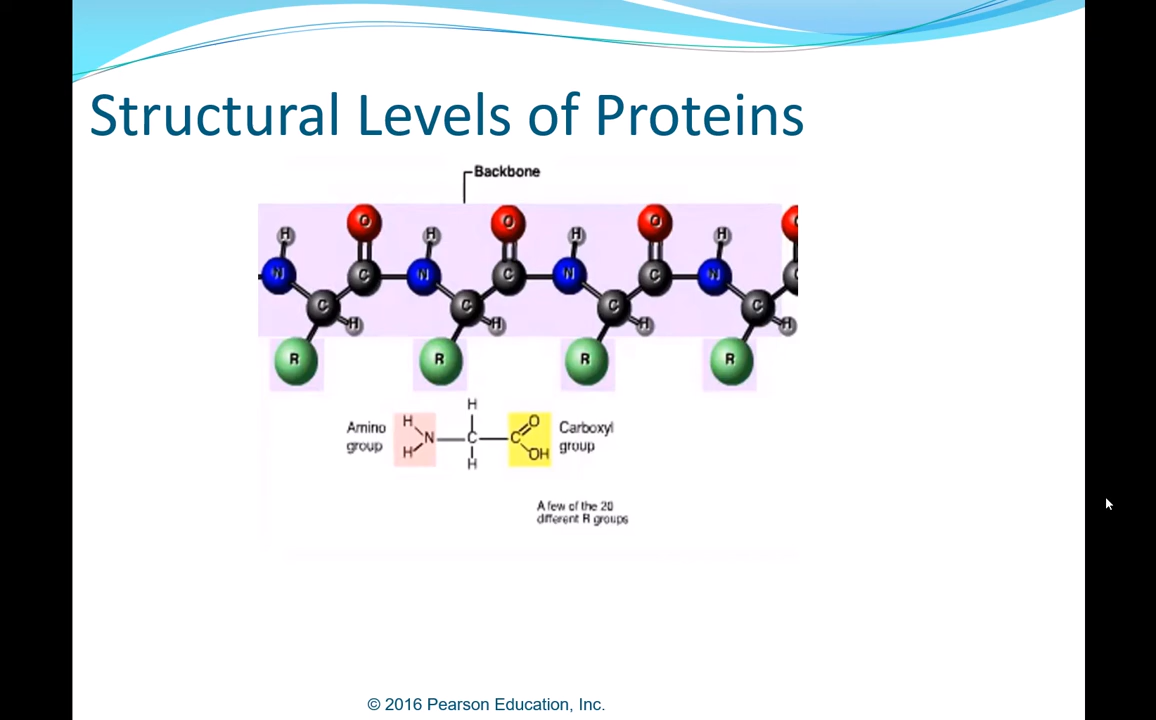 Structural Levels of Proteins
Backbone
O O O O
H H H H
N C N C N C N C
C C C C
H H H H
R R R R
H
Amino group
H
H
N C C
O
OH
Carboxyl group
H
A few of the 20
different R groups
© 2016 Pearson Education, Inc.